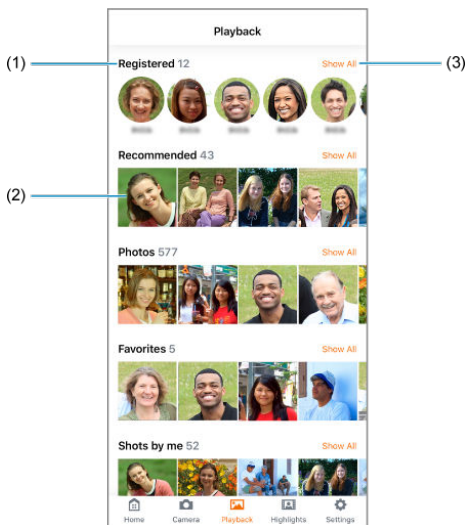 Playback
(1)
Registered 12
Show All
(3)
Recommended 43
Show All
(2)
Photos 577
Show All
Favorites 5
Show All
Shots by me 52
Show All
Home
Camera
Playback
Highlights
Settings